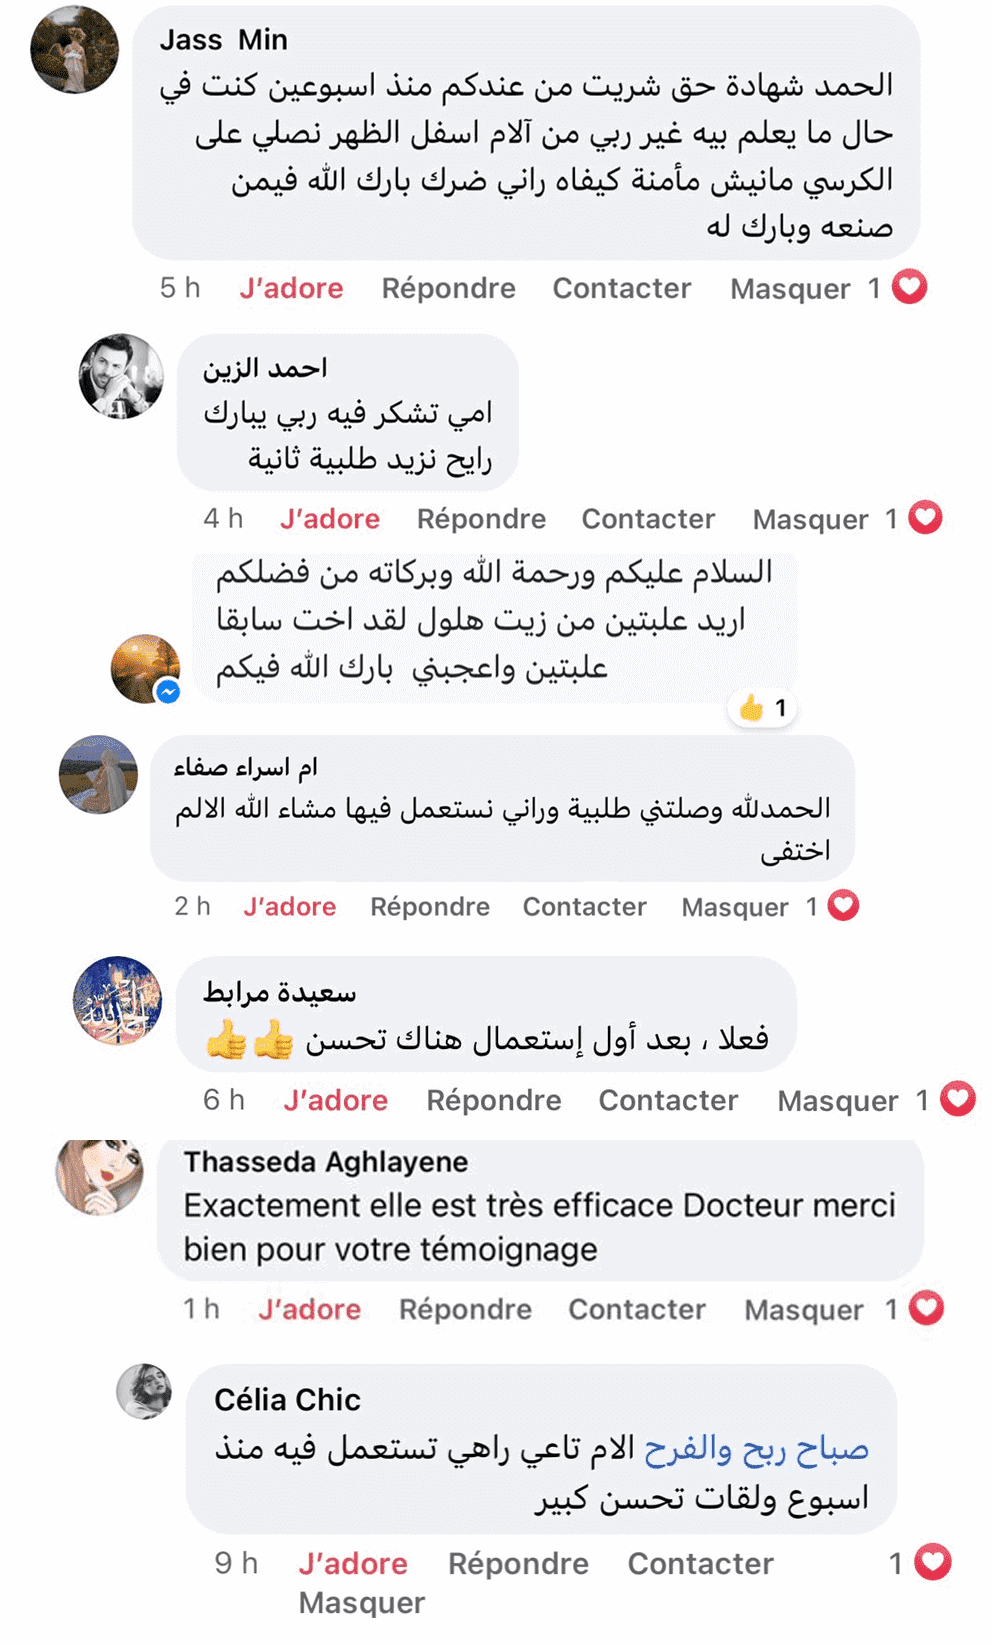 Jass Min
الحمد شهادة حق شريت من عندكم منذ اسبوعين كنت في
حال ما يعلم بيه غير ربي من آلام اسفل الظهر نصلي على
الكرسي مانيش مأمنة كيفاه راني ضرك بارك الله فيمن
صنعه وبارك له
5 h J'adore Répondre Contacter Masquer 1
احمد الزين
امي تشكر فيه ربي يبارك
رايح نزيد طلبية ثانية
4 h J'adore Répondre Contacter Masquer 1
السلام عليكم ورحمة الله وبركاته من فضلكم
اريد علبتين من زيت هلول لقد اخت سابقا
علبتين واعجبني بارك الله فيكم
👍 1
ام اسراء صفاء
الحمدلله وصلتني طلبية وراني نستعمل فيها مشاء الله الالم
اختفى
2 h J'adore Répondre Contacter Masquer 1
سعيدة مرابط
فعلا ، بعد أول إستعمال هناك تحسن 👍👍
6 h J'adore Répondre Contacter Masquer 1
Thasseda Aghlayene
Exactement elle est très efficace Docteur merci
bien pour votre témoignage
1 h J'adore Répondre Contacter Masquer 1
Célia Chic
صباح ربح والفرح الام تاعي راهي تستعمل فيه منذ
اسبوع ولقات تحسن كبير
9 h J'adore Répondre Contacter 1
Masquer